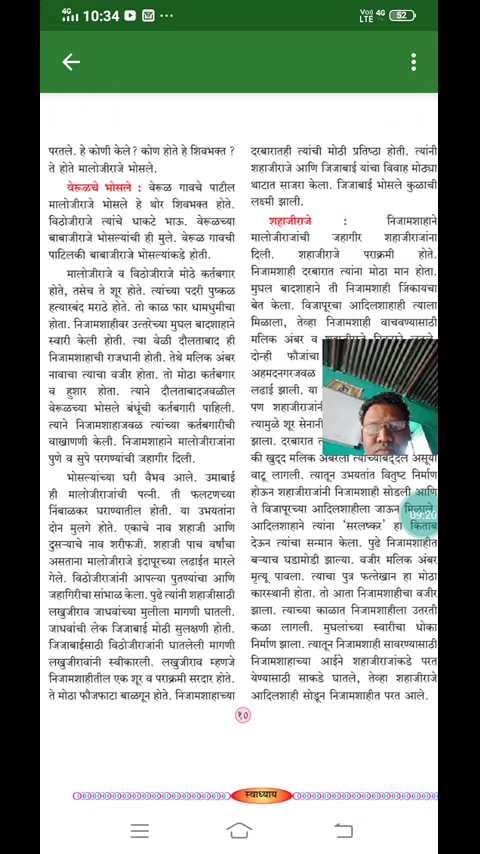 10:34
4G
Vo)) 4G
LTE
52
परतले. हे कोणी केले ? कोण होते हे शिवभक्त ?
ते होते मालोजीराजे भोसले.
वेरूळचे भोसले : वेरूळ गावचे पाटील
मालोजीराजे भोसले हे थोर शिवभक्त होते.
विठोजीराजे त्यांचे धाकटे भाऊ. वेरूळच्या
बाबाजीराजे भोसल्यांची ही मुले. वेरूळ गावची
पाटिलकी बाबाजीराजे भोसल्यांकडे होती.
मालोजीराजे व विठोजीराजे मोठे कर्तबगार
होते, तसेच ते शूर होते. त्यांच्या पदरी पुष्कळ
हत्यारबंद मराठे होते. तो काळ फार धामधुमीचा
होता. निजामशाहीवर उत्तरेच्या मुघल बादशाहाने
स्वारी केली होती. त्या वेळी दौलताबाद ही
निजामशाहाची राजधानी होती. तेथे मलिक अंबर
नावाचा त्याचा वजीर होता. तो मोठा कर्तबगार
व हुशार होता. त्याने दौलताबादजवळील
वेरूळच्या भोसले बंधूंची कर्तबगारी पाहिली.
त्याने निजामशाहाजवळ त्यांच्या कर्तबगारीची
वाखाणणी केली. निजामशाहाने मालोजीराजांना
पुणे व सुपे परगण्यांची जहागीर दिली.
भोसल्यांच्या घरी वैभव आले. उमाबाई
ही मालोजीराजांची पत्नी. ती फलटणच्या
निंबाळकर घराण्यातील होती. या उभयतांना
दोन मुलगे होते. एकाचे नाव शहाजी आणि
दुसऱ्याचे नाव शरीफजी. शहाजी पाच वर्षांचा
असताना मालोजीराजे इंदापूरच्या लढाईत मारले
गेले. विठोजीराजांनी आपल्या पुतण्यांचा आणि
जहागिरीचा सांभाळ केला. पुढे त्यांनी शहाजीसाठी
लखुजीराव जाधवांच्या मुलीला मागणी घातली.
जाधवांची लेक जिजाबाई मोठी सुलक्षणी होती.
जिजाबाईसाठी विठोजीराजांनी घातलेली मागणी
लखुजीरावांनी स्वीकारली. लखुजीराव म्हणजे
निजामशाहीतील एक शूर व पराक्रमी सरदार होते.
ते मोठा फौजफाटा बाळगून होते. निजामशाहाच्या
दरबारातही त्यांची मोठी प्रतिष्ठा होती. त्यांनी
शहाजीराजे आणि जिजाबाई यांचा विवाह मोठ्या
थाटात साजरा केला. जिजाबाई भोसले कुळाची
लक्ष्मी झाली.
शहाजीराजे : निजामशाहाने
मालोजीराजांची जहागीर शहाजीराजांना
दिली. शहाजीराजे पराक्रमी होते.
निजामशाही दरबारात त्यांना मोठा मान होता.
मुघल बादशाहाने ती निजामशाही जिंकायचा
बेत केला. विजापूरचा आदिलशाहाही त्याला
मिळाला, तेव्हा निजामशाही वाचवण्यासाठी
मलिक अंबर व
दोन्ही फौजांचा
अहमदनगरजवळ
लढाई झाली. या
पण शहाजीराजांनी
त्यामुळे शूर सेनानी
झाला. दरबारात
की खुद्द मलिक अंबरला त्यांच्याबद्दल असूया
वाटू लागली. त्यातून उभयतांत वितुष्ट निर्माण
होऊन शहाजीराजांनी निजामशाही सोडली आणि
ते विजापूरच्या आदिलशाहीला जाऊन मिळाले.
आदिलशाहाने त्यांना ‘सरलष्कर’ हा किताब
देऊन त्यांचा सन्मान केला. पुढे निजामशाहीत
बऱ्याच घडामोडी झाल्या. वजीर मलिक अंबर
मृत्यू पावला. त्याचा पुत्र फत्तेखान हा मोठा
कारस्थानी होता. तो आता निजामशाहीचा वजीर
झाला. त्याच्या काळात निजामशाहीला उतरती
कळा लागली. मुघलांच्या स्वारीचा धोका
निर्माण झाला. त्यातून निजामशाही सावरण्यासाठी
निजामशाहाच्या आईने शहाजीराजांकडे परत
येण्यासाठी साकडे घातले, तेव्हा शहाजीराजे
आदिलशाही सोडून निजामशाहीत परत आले.
09:20
१७
स्वाध्याय